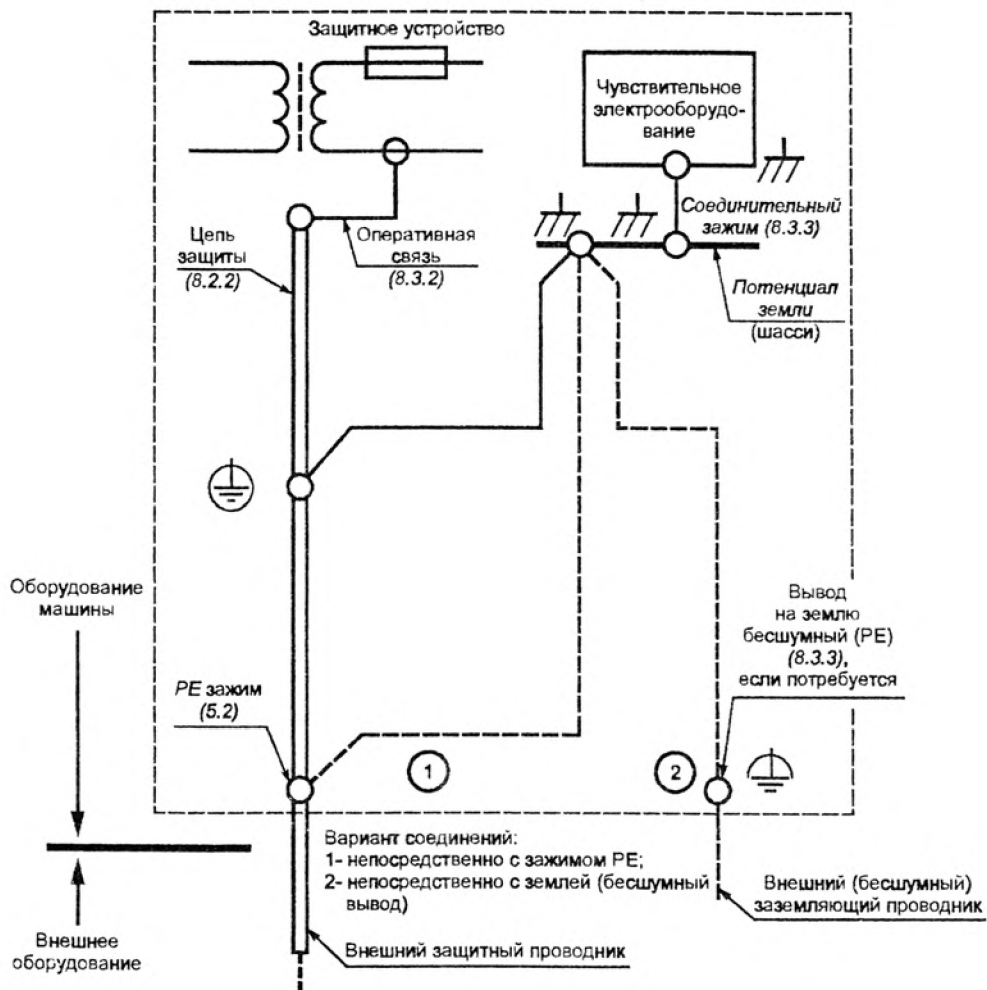 Защитное устройство
Чувствительное
электрооборудо-
вание
Соединительный
зажим (8.3.3)
Цепь
защиты
(8.2.2)
Оперативная
связь
(8.3.2)
Потенциал
земли
(шасси)
Оборудование
машины
Вывод
на землю
бесшумный (PE)
(8.3.3),
если потребуется
PE зажим
(5.2)
1
2
Вариант соединений:
1- непосредственно с зажимом PE;
2- непосредственно с землей (бесшумный
вывод)
Внешний (бесшумный)
заземляющий проводник
Внешнее
оборудование
Внешний защитный проводник